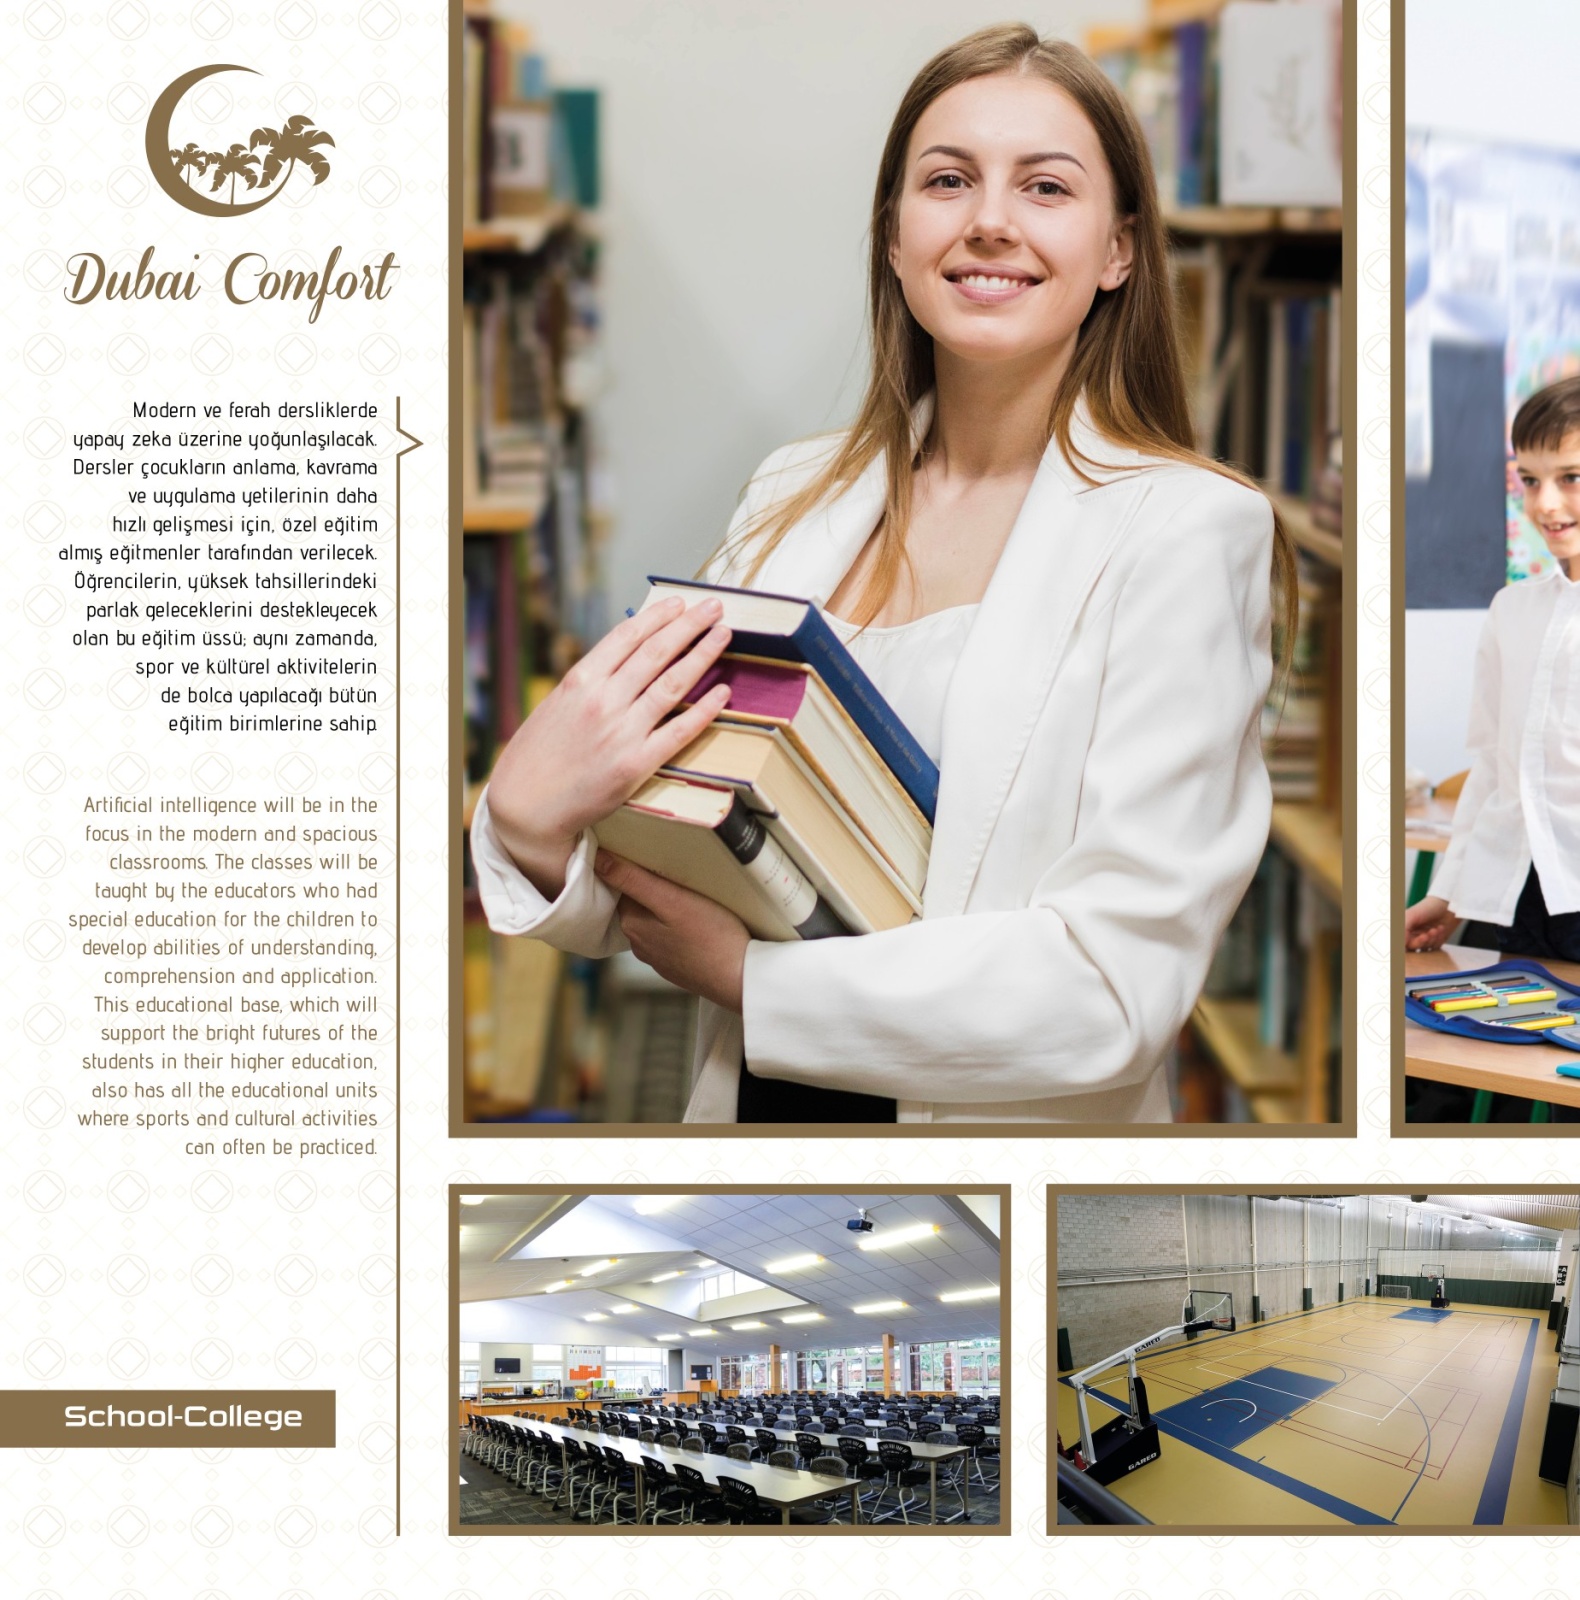 Dubai Comfort
Modern ve ferah dersliklerde
yapay zeka üzerine yoğunlaşılacak.
Dersler çocukların anlama, kavrama
ve uygulama yetilerinin daha
hızlı gelişmesi için, özel eğitim
almış eğitmenler tarafından verilecek.
Öğrencilerin, yüksek tahsillerindeki
parlak geleceklerini destekleyecek
olan bu eğitim üssü; aynı zamanda,
spor ve kültürel aktivitelerin
de bolca yapılacağı bütün
eğitim birimlerine sahip.
Artificial intelligence will be in the
focus in the modern and spacious
classrooms. The classes will be
taught by the educators who had
special education for the children to
develop abilities of understanding,
comprehension and application.
This educational base, which will
support the bright futures of the
students in their higher education,
also has all the educational units
where sports and cultural activities
can often be practiced.
School-College
GARED
GARED